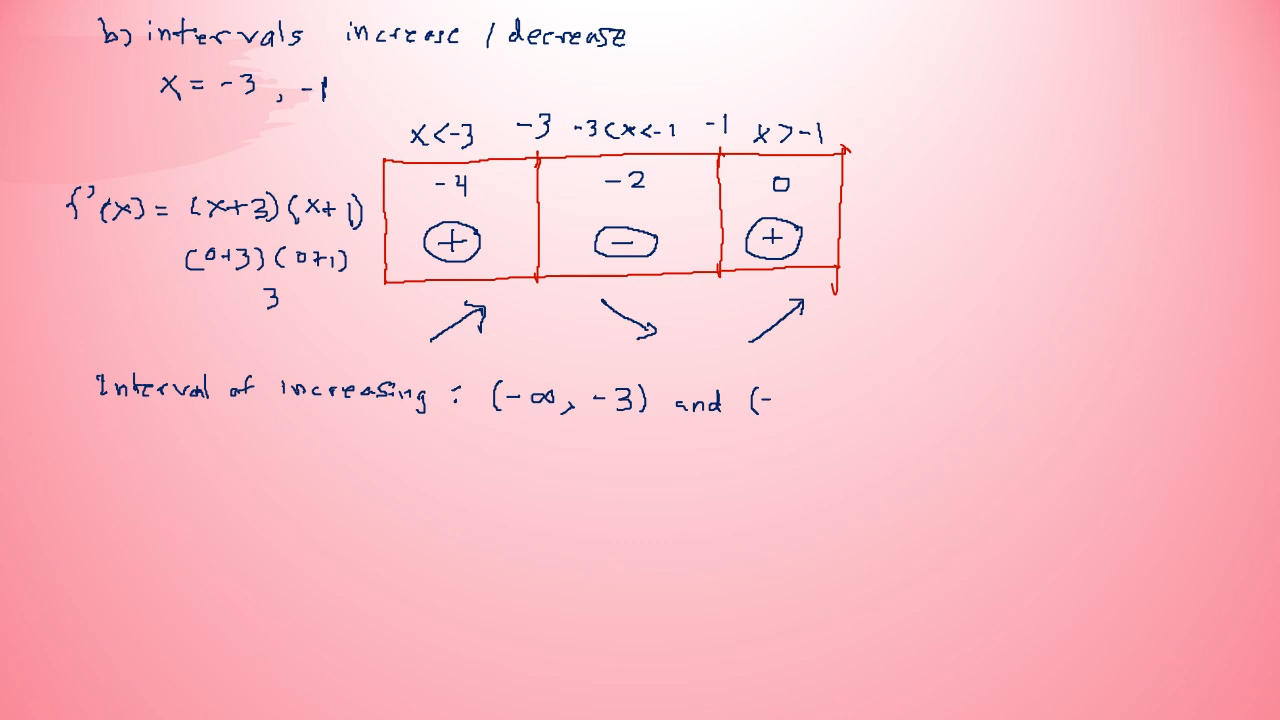 b) intervals increase / decrease
x = -3, -1
x<-3 -3 -3<x<-1 -1 x>-1
-4 -2 0
f'(x) = (x+3)(x+1)
+ - +
(0+3)(0+1)
3
Interval of increasing : (-∞, -3) and (-